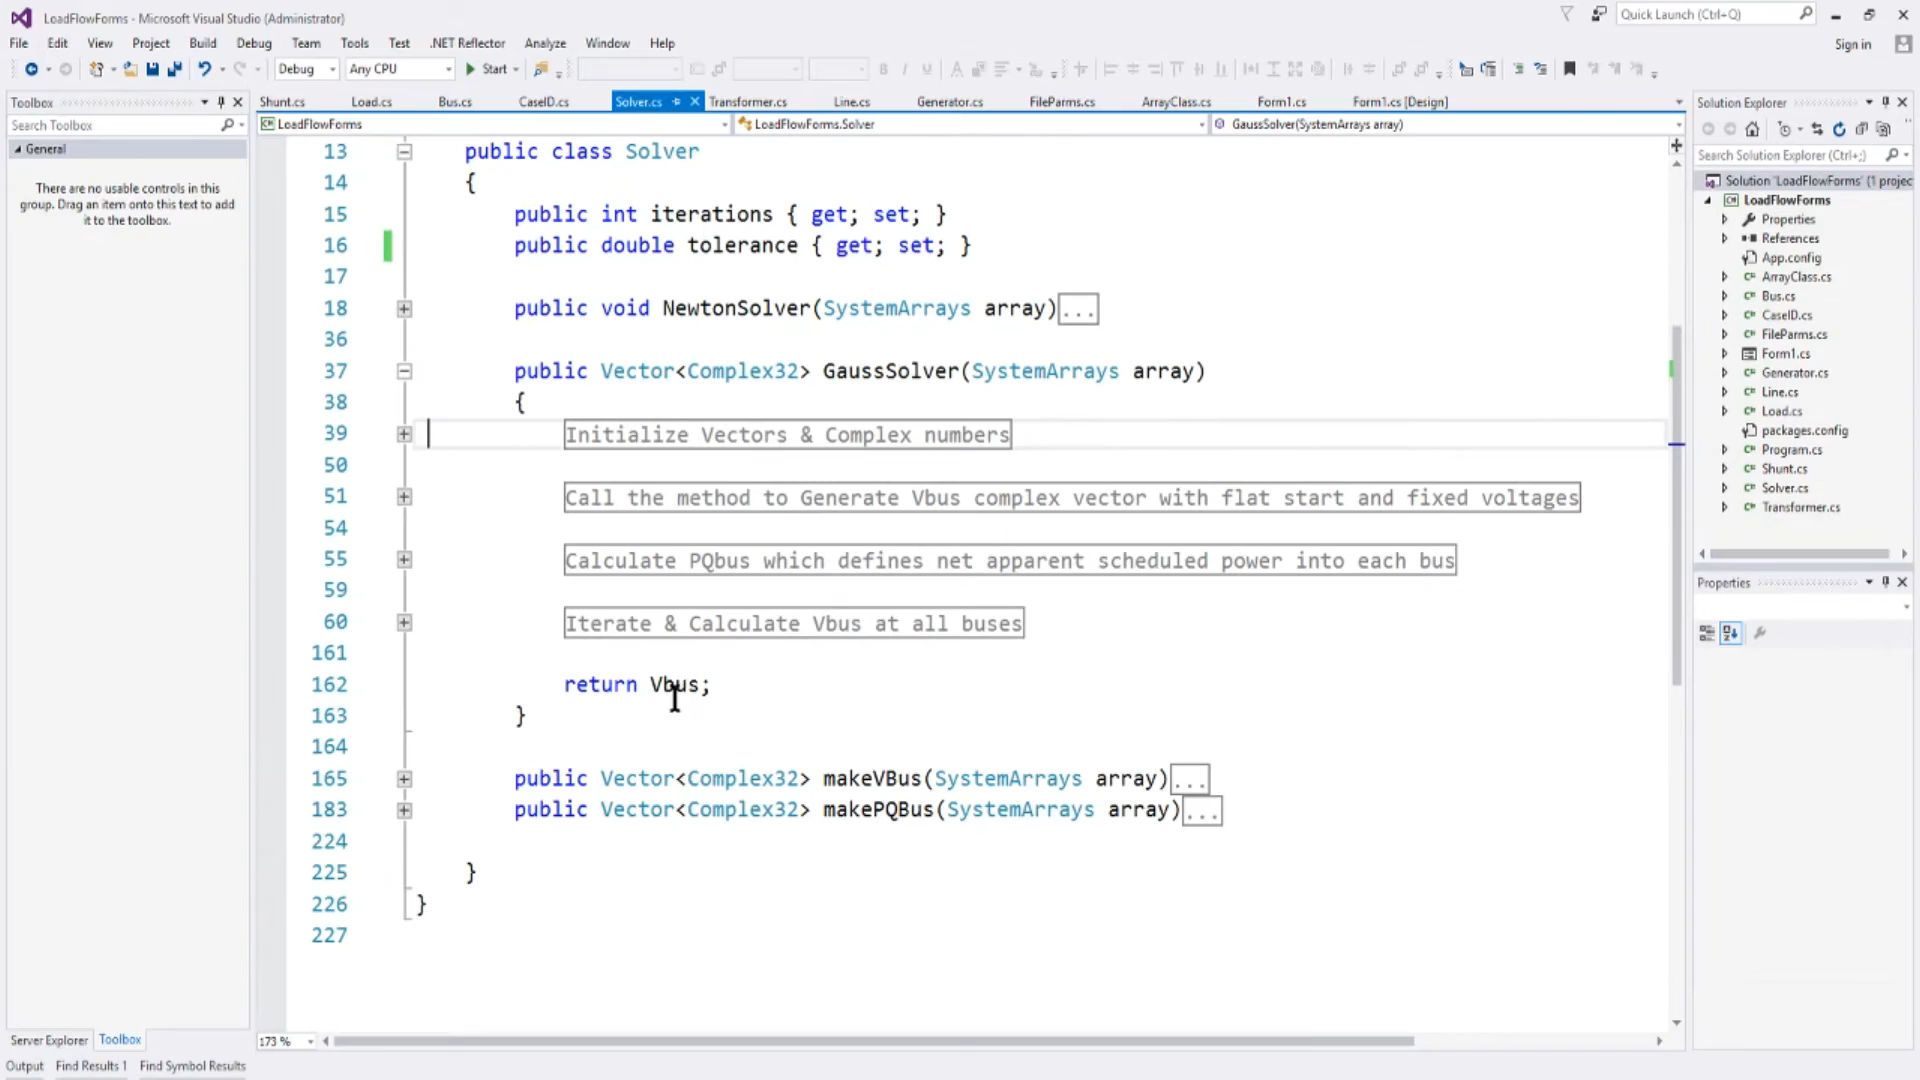 LoadFlowForms - Microsoft Visual Studio (Administrator)
Quick Launch (Ctrl+Q)
File Edit View Project Build Debug Team Tools Test .NET Reflector Analyze Window Help
Sign in
Debug Any CPU Start
Toolbox
Search Toolbox
General
There are no usable controls in this
group. Drag an item onto this text to add
it to the toolbox.
Server Explorer Toolbox
Output Find Results 1 Find Symbol Results
Shunt.cs Load.cs Bus.cs CaseID.cs Solver.cs Transformer.cs Line.cs Generator.cs FileParms.cs ArrayClass.cs Form1.cs Form1.cs [Design]
LoadFlowForms LoadFlowForms.Solver GaussSolver(SystemArrays array)
13 public class Solver
14 {
15 public int iterations { get; set; }
16 public double tolerance { get; set; }
17
18 public void NewtonSolver(SystemArrays array)...
36
37 public Vector<Complex32> GaussSolver(SystemArrays array)
38 {
39 Initialize Vectors & Complex numbers
50
51 Call the method to Generate Vbus complex vector with flat start and fixed voltages
54
55 Calculate PQbus which defines net apparent scheduled power into each bus
59
60 Iterate & Calculate Vbus at all buses
161
162 return Vbus;
163 }
164
165 public Vector<Complex32> makeVBus(SystemArrays array)...
183 public Vector<Complex32> makePQBus(SystemArrays array)...
224
225 }
226 }
227
173 %
Solution Explorer
Search Solution Explorer (Ctrl+;)
Solution 'LoadFlowForms' (1 projec
LoadFlowForms
Properties
References
App.config
ArrayClass.cs
Bus.cs
CaseID.cs
FileParms.cs
Form1.cs
Generator.cs
Line.cs
Load.cs
packages.config
Program.cs
Shunt.cs
Solver.cs
Transformer.cs
Properties